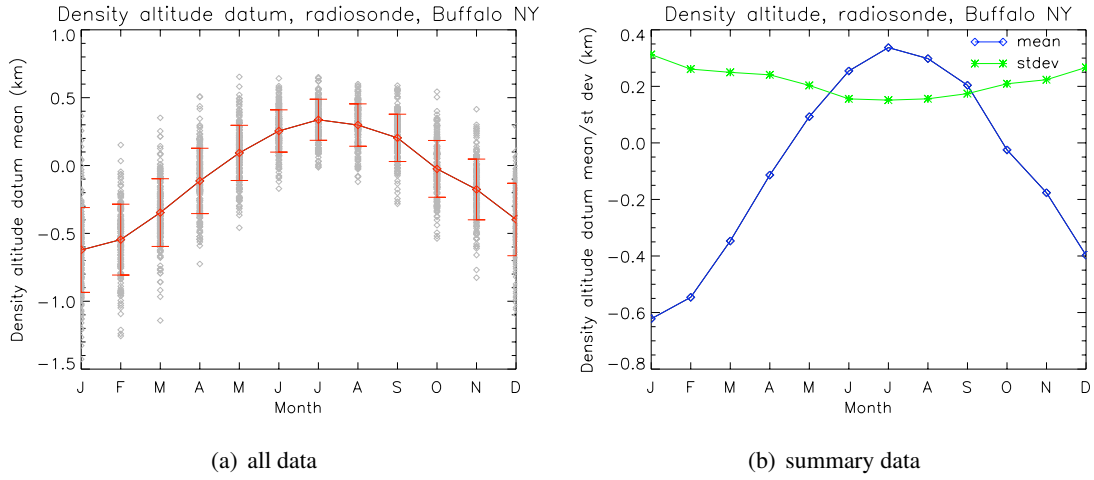 Density altitude datum, radiosonde, Buffalo NY
Density altitude datum mean (km)
1.0
0.5
0.0
−0.5
−1.0
−1.5
J F M A M J J A S O N D
Month
(a) all data
Density altitude, radiosonde, Buffalo NY
Density altitude datum mean/st dev (km)
0.4
0.2
0.0
−0.2
−0.4
−0.6
−0.8
mean
stdev
J F M A M J J A S O N D
Month
(b) summary data